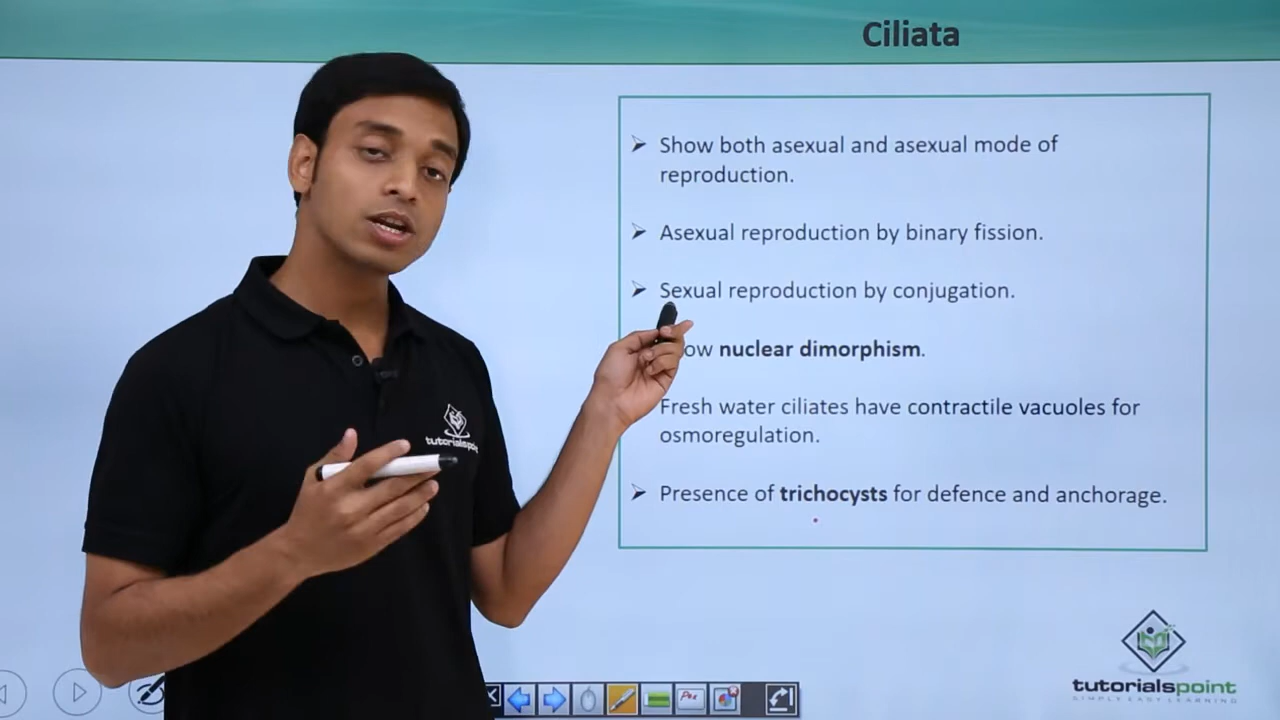 Ciliata
Show both asexual and asexual mode of
reproduction.
Asexual reproduction by binary fission.
Sexual reproduction by conjugation.
nuclear dimorphism.
Fresh water ciliates have contractile vacuoles for
osmoregulation.
Presence of trichocysts for defence and anchorage.
tutorialspoint
tutorialspoint
SIMPLY EASY LEARNING